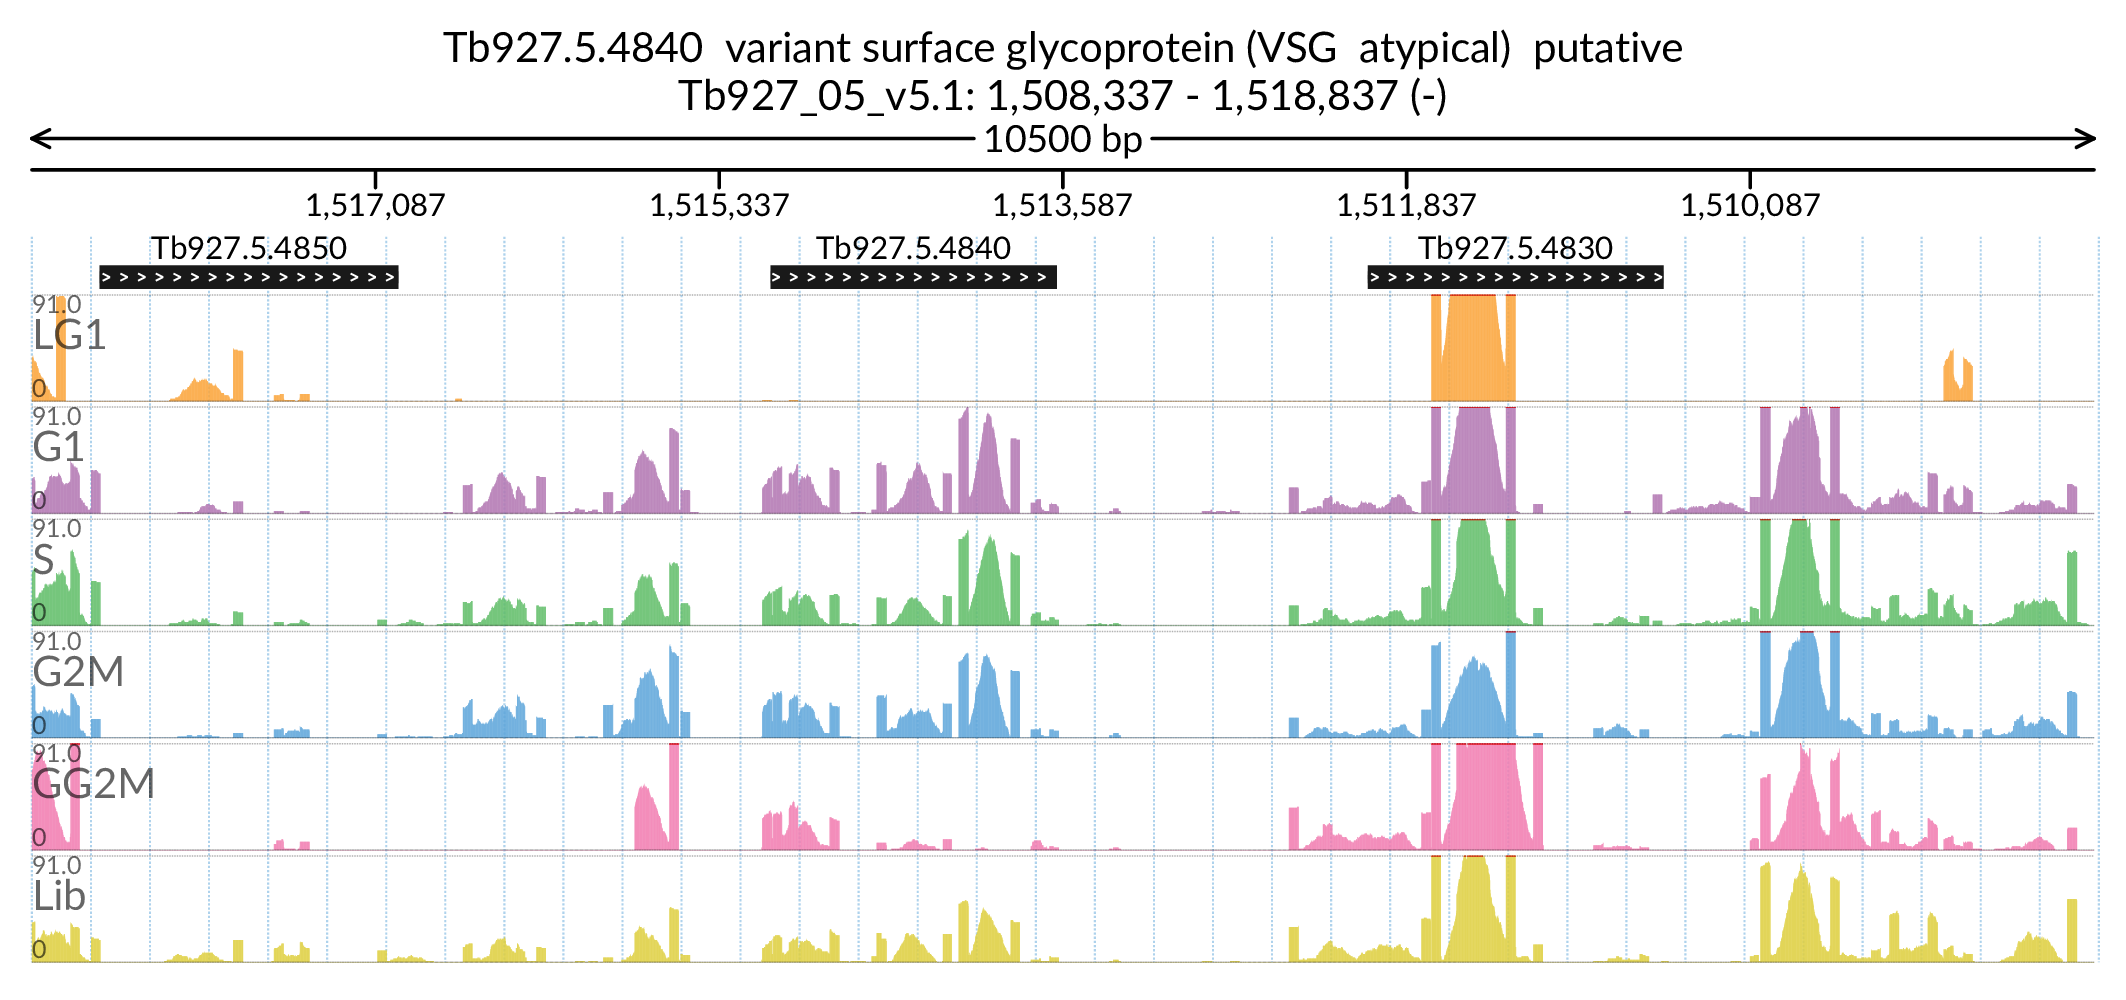 Tb927.5.4840 variant surface glycoprotein (VSG atypical) putative
Tb927_05_v5.1: 1,508,337 - 1,518,837 (-)
10500 bp
1,517,087 1,515,337 1,513,587 1,511,837 1,510,087
Tb927.5.4850 Tb927.5.4840 Tb927.5.4830
91.0
LG1
0
91.0
G1
0
91.0
S
0
91.0
G2M
0
91.0
GG2M
0
91.0
Lib
0